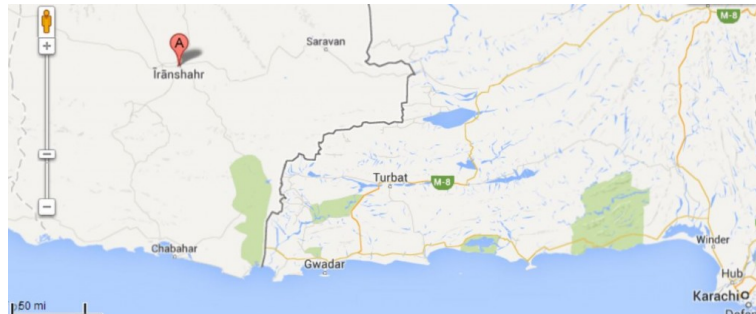 M-8
A
Saravan
Īrānshahr
Turbat
M-8
Chabahar
Gwadar
Winder
Hub
Karachi
50 mi